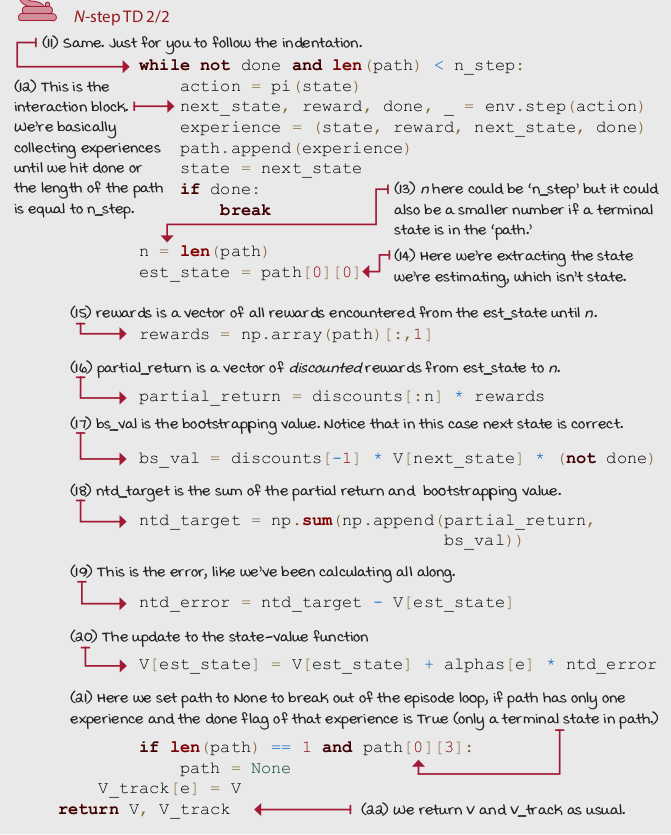 N-step TD 2/2
(11) Same. Just for you to follow the indentation.
while not done and len(path) < n_step:
(12) This is the
interaction block.
We're basically
collecting experiences
until we hit done or
the length of the path
is equal to n_step.
action = pi(state)
next_state, reward, done, _ = env.step(action)
experience = (state, reward, next_state, done)
path.append(experience)
state = next_state
if done:
break
(13) n here could be 'n_step' but it could
also be a smaller number if a terminal
state is in the 'path.'
n = len(path)
est_state = path[0][0]
(14) Here we're extracting the state
we're estimating, which isn't state.
(15) rewards is a vector of all rewards encountered from the est_state until n.
rewards = np.array(path)[:,1]
(16) partial_return is a vector of discounted rewards from est_state to n.
partial_return = discounts[:n] * rewards
(17) bs_val is the bootstrapping value. Notice that in this case next state is correct.
bs_val = discounts[-1] * V[next_state] * (not done)
(18) ntd_target is the sum of the partial return and bootstrapping value.
ntd_target = np.sum(np.append(partial_return,
bs_val))
(19) This is the error, like we've been calculating all along.
ntd_error = ntd_target - V[est_state]
(20) The update to the state-value function
V[est_state] = V[est_state] + alphas[e] * ntd_error
(21) Here we set path to None to break out of the episode loop, if path has only one
experience and the done flag of that experience is True (only a terminal state in path.)
if len(path) == 1 and path[0][3]:
path = None
V_track[e] = V
return V, V_track
(22) We return v and v_track as usual.